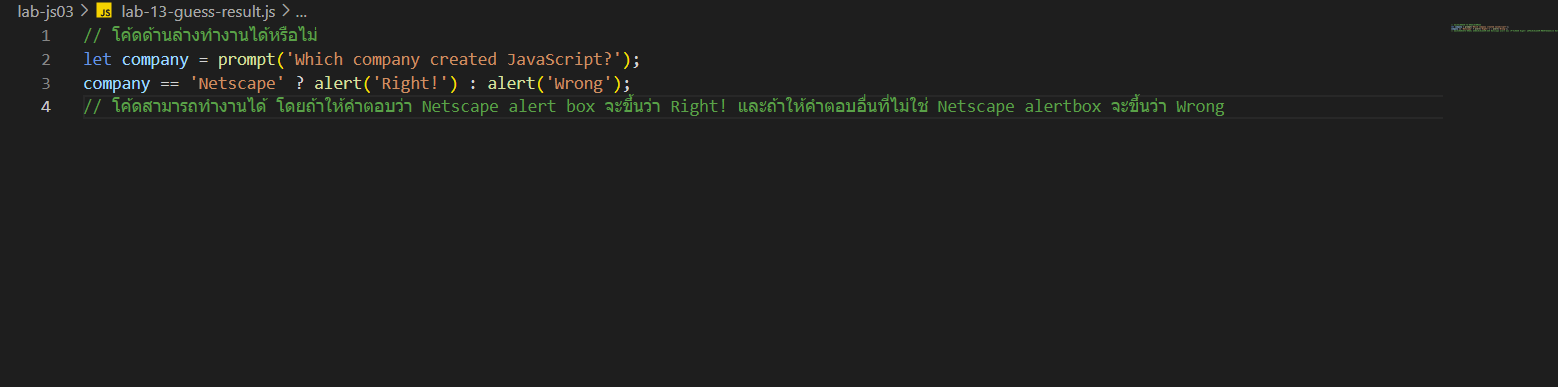 lab-js03 > JS lab-13-guess-result.js > ...
1 // โค้ดด้านล่างทำงานได้หรือไม่
2 let company = prompt('Which company created JavaScript?');
3 company == 'Netscape' ? alert('Right!') : alert('Wrong');
4 // โค้ดสามารถทำงานได้ โดยถ้าให้คำตอบว่า Netscape alert box จะขึ้นว่า Right! และถ้าให้คำตอบอื่นที่ไม่ใช่ Netscape alertbox จะขึ้นว่า Wrong